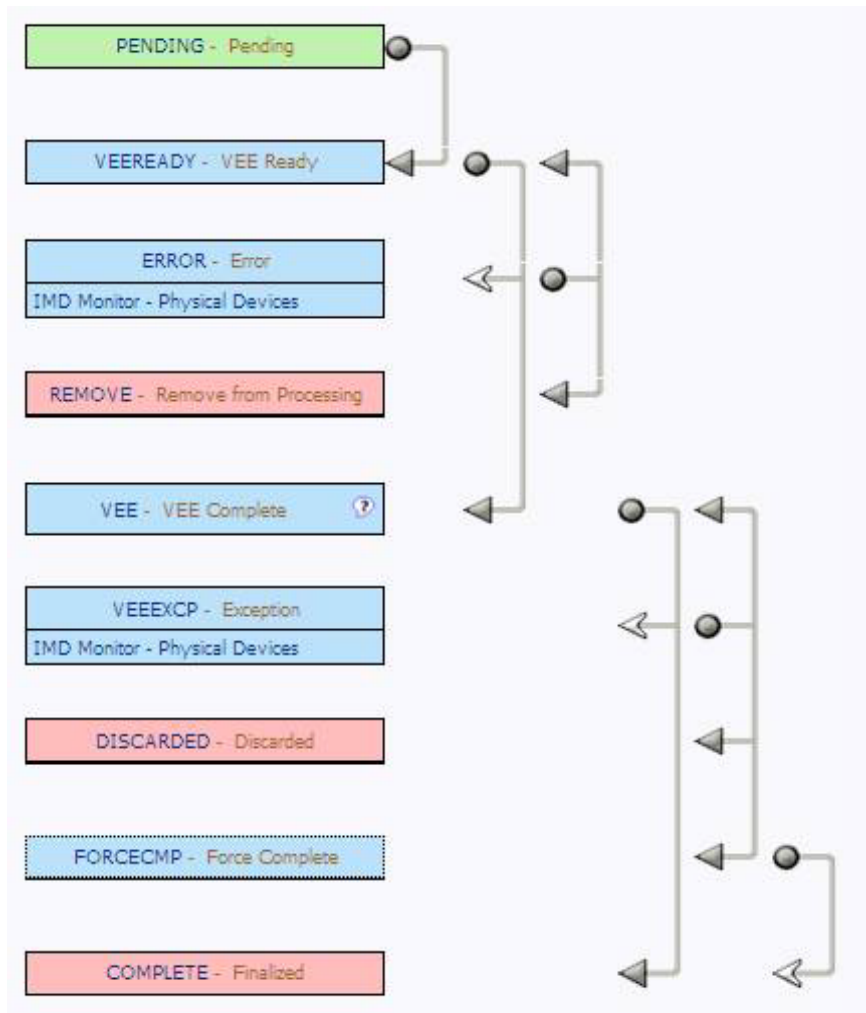 PENDING - Pending
VEEREADY - VEE Ready
ERROR - Error
IMD Monitor - Physical Devices
REMOVE - Remove from Processing
VEE - VEE Complete ?
VEEEXCP - Exception
IMD Monitor - Physical Devices
DISCARDED - Discarded
FORCECMP - Force Complete
COMPLETE - Finalized